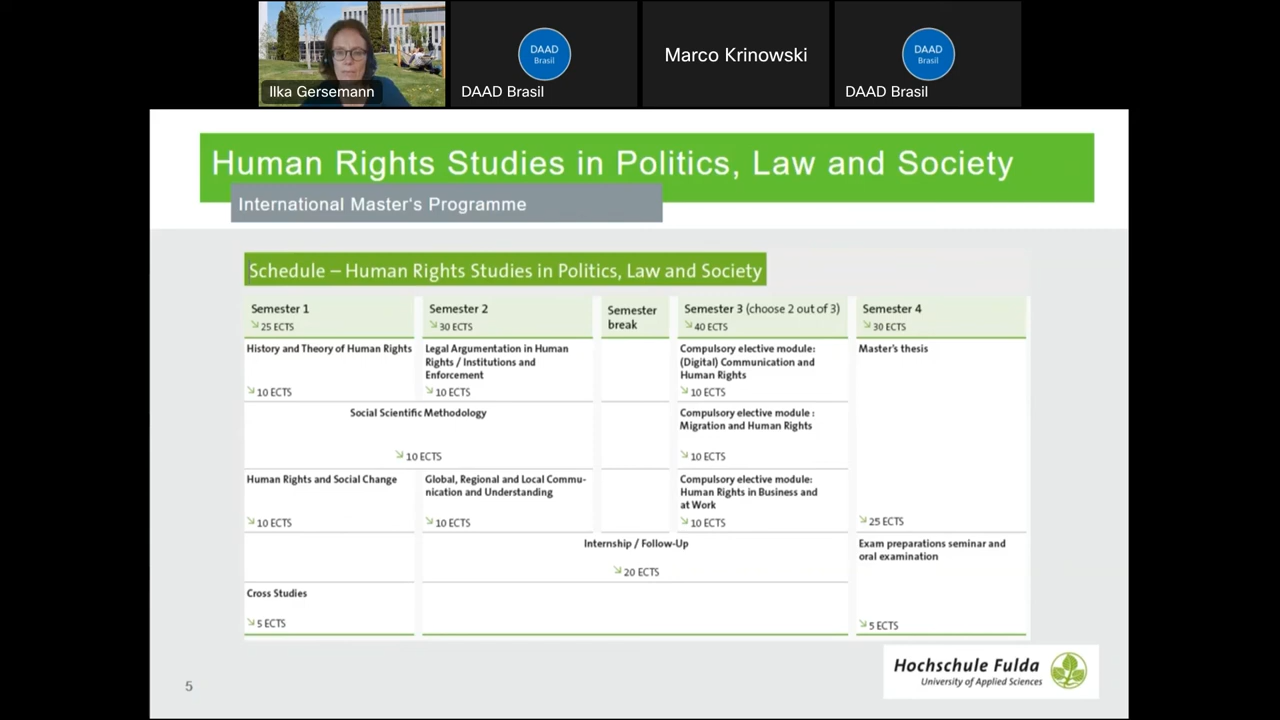 DAAD
Brasil
Marco Krinowski
DAAD
Brasil
Ilka Gersemann
DAAD Brasil
DAAD Brasil
Human Rights Studies in Politics, Law and Society
International Master's Programme
Schedule – Human Rights Studies in Politics, Law and Society
Semester 1
25 ECTS
Semester 2
30 ECTS
Semester
break
Semester 3 (choose 2 out of 3)
40 ECTS
Semester 4
30 ECTS
History and Theory of Human Rights
10 ECTS
Legal Argumentation in Human
Rights / Institutions and
Enforcement
10 ECTS
Compulsory elective module:
(Digital) Communication and
Human Rights
10 ECTS
Master's thesis
25 ECTS
Social Scientific Methodology
10 ECTS
Compulsory elective module :
Migration and Human Rights
10 ECTS
Human Rights and Social Change
10 ECTS
Global, Regional and Local Commu-
nication and Understanding
10 ECTS
Compulsory elective module:
Human Rights in Business and
at Work
10 ECTS
Internship / Follow-Up
20 ECTS
Exam preparations seminar and
oral examination
5 ECTS
Cross Studies
5 ECTS
Hochschule Fulda
University of Applied Sciences
5